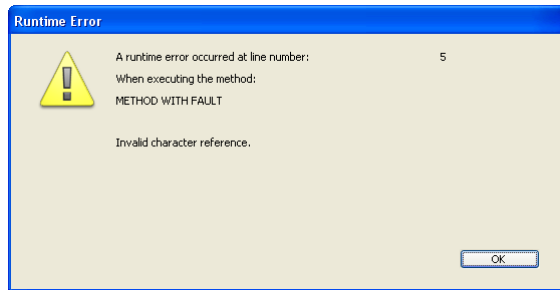 Runtime Error
A runtime error occurred at line number: 5
When executing the method:
METHOD WITH FAULT
Invalid character reference.
OK